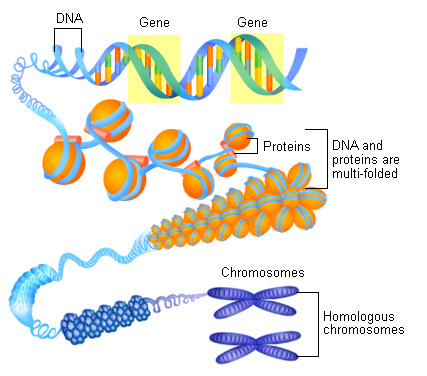 DNA
Gene
Gene
Proteins
DNA and
proteins are
multi-folded
Chromosomes
Homologous
chromosomes